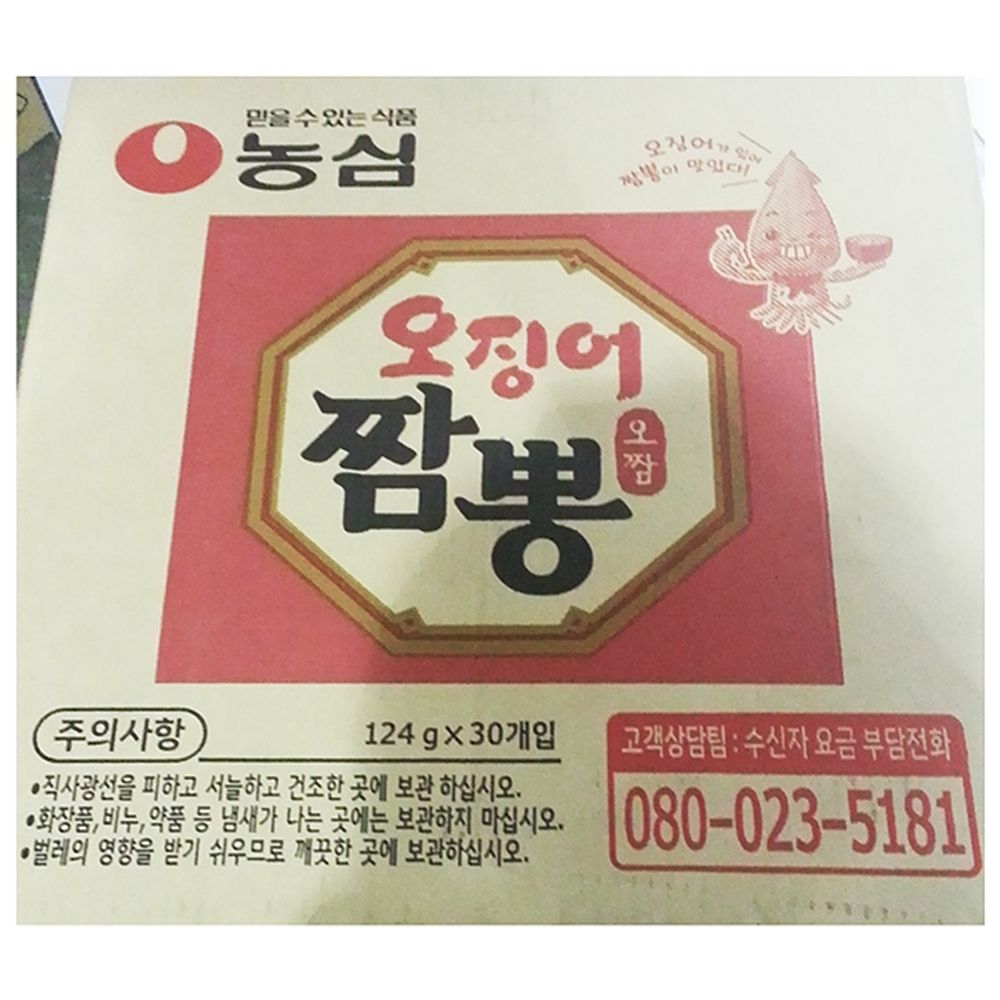 믿을 수 있는 식품
농심
오징어가 있어
짬뽕이 맛있다!
오징어
짬뽕
오짬
주의사항
124 g×30개입
•직사광선을 피하고 서늘하고 건조한 곳에 보관 하십시오.
•화장품,비누,약품 등 냄새가 나는 곳에는 보관하지 마십시오.
•벌레의 영향을 받기 쉬우므로 깨끗한 곳에 보관하십시오.
고객상담팀 : 수신자 요금 부담전화
080-023-5181